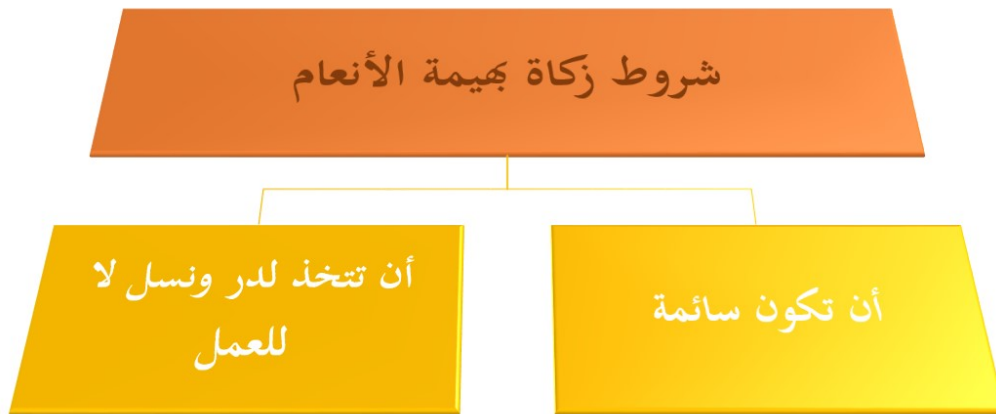 شروط زكاة بهيمة الأنعام
أن تكون سائمة
أن تتخذ لدر ونسل لا
للعمل